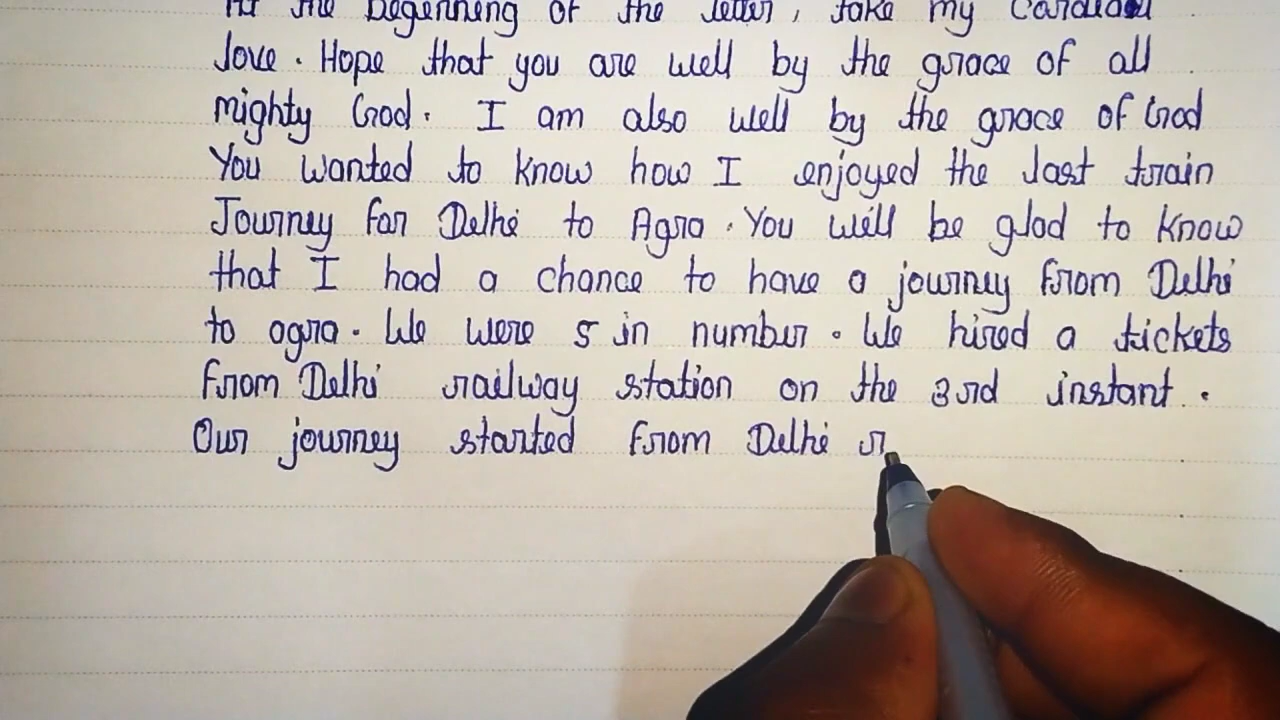 the beginning of the letter, take my
love. Hope that you are well by the grace of all
mighty God. I am also well by the grace of God
You wanted to know how I enjoyed the last train
Journey for Delhi to Agra. You will be glad to know
that I had a chance to have a journey from Delhi
to agra. We were 5 in number. We hired a tickets
from Delhi railway station on the 3rd instant.
Our journey started from Delhi r